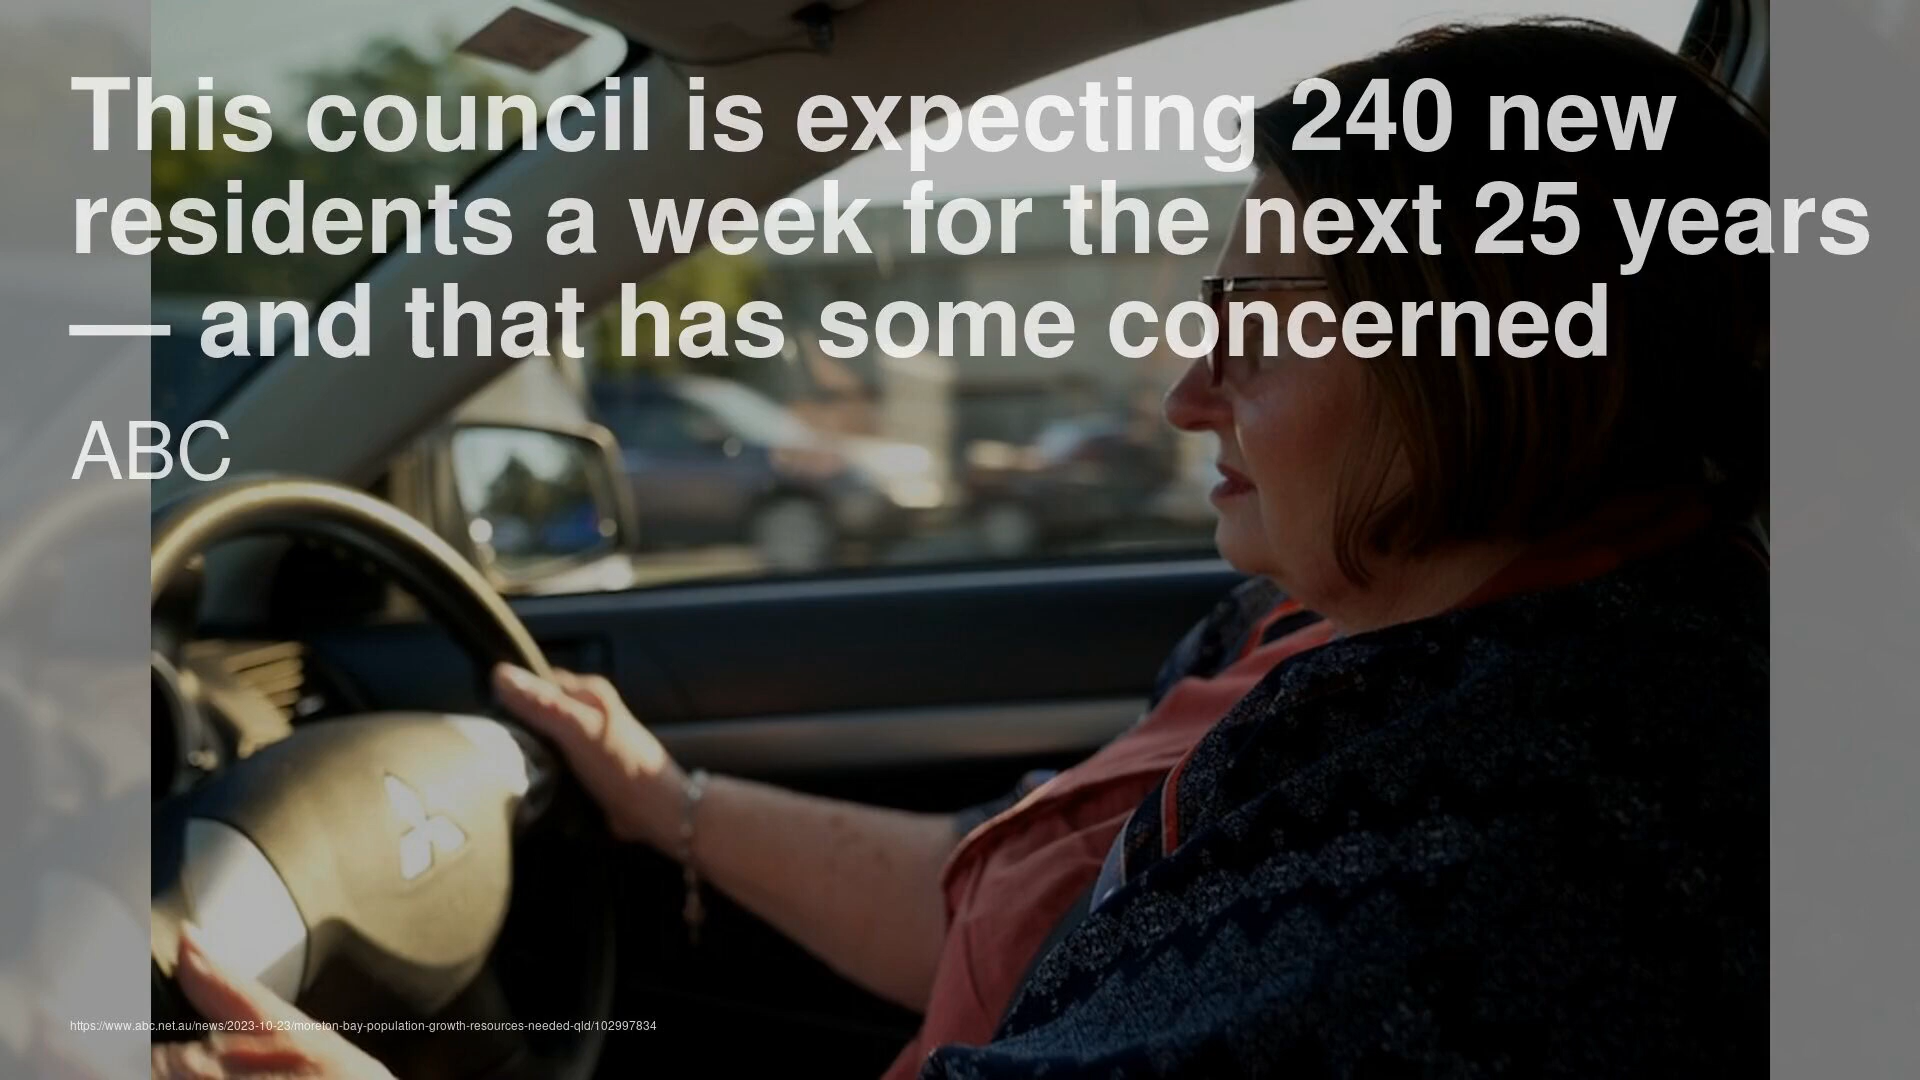 This council is expecting 240 new
residents a week for the next 25 years
— and that has some concerned
ABC
https://www.abc.net.au/news/2023-10-23/moreton-bay-population-growth-resources-needed-qld/102997834